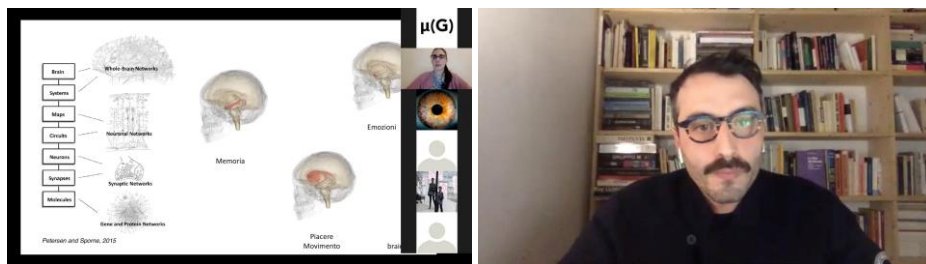 μ(G)
Brain
Systems
Maps
Circuits
Neurons
Synapses
Molecules
Whole-Brain Networks
Neuronal Networks
Synaptic Networks
Gene and Protein Networks
Memoria
Emozioni
Piacere
Movimento
brai
Petersen and Sporns, 2015